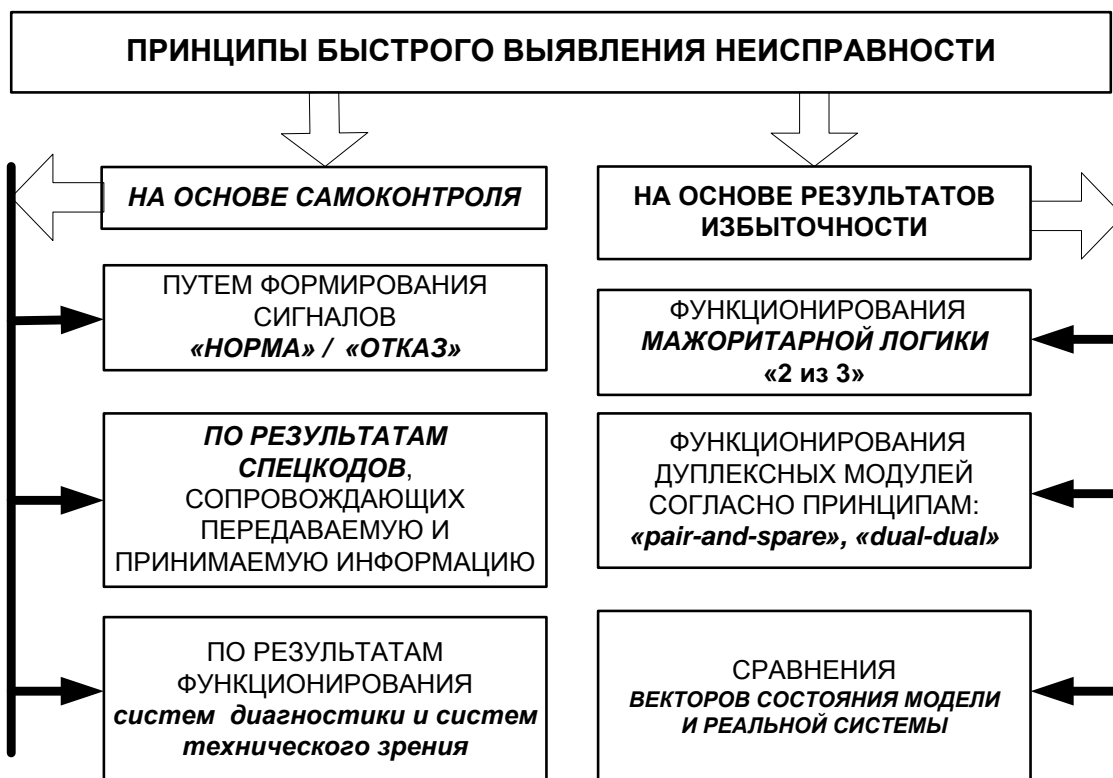 ПРИНЦИПЫ БЫСТРОГО ВЫЯВЛЕНИЯ НЕИСПРАВНОСТИ
НА ОСНОВЕ САМОКОНТРОЛЯ
ПУТЕМ ФОРМИРОВАНИЯ
СИГНАЛОВ
«НОРМА» / «ОТКАЗ»
ПО РЕЗУЛЬТАТАМ
СПЕЦКОДОВ,
СОПРОВОЖДАЮЩИХ
ПЕРЕДАВАЕМУЮ И
ПРИНИМАЕМУЮ ИНФОРМАЦИЮ
ПО РЕЗУЛЬТАТАМ
ФУНКЦИОНИРОВАНИЯ
систем диагностики и систем
технического зрения
НА ОСНОВЕ РЕЗУЛЬТАТОВ
ИЗБЫТОЧНОСТИ
ФУНКЦИОНИРОВАНИЯ
МАЖОРИТАРНОЙ ЛОГИКИ
«2 из 3»
ФУНКЦИОНИРОВАНИЯ
ДУПЛЕКСНЫХ МОДУЛЕЙ
СОГЛАСНО ПРИНЦИПАМ:
«pair-and-spare», «dual-dual»
СРАВНЕНИЯ
ВЕКТОРОВ СОСТОЯНИЯ МОДЕЛИ
И РЕАЛЬНОЙ СИСТЕМЫ